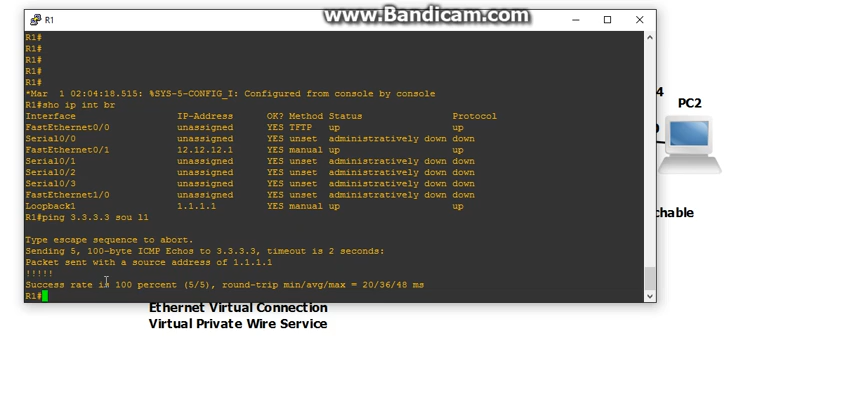 R1
www.Bandicam.com
R1#
R1#
R1#
R1#
R1#
*Mar  1 02:04:18.515: %SYS-5-CONFIG_I: Configured from console by console
R1#sho ip int br
Interface IP-Address OK? Method Status Protocol
FastEthernet0/0 unassigned YES TFTP up up
Serial0/0 unassigned YES unset administratively down down
FastEthernet0/1 12.12.12.1 YES manual up up
Serial0/1 unassigned YES unset administratively down down
Serial0/2 unassigned YES unset administratively down down
Serial0/3 unassigned YES unset administratively down down
FastEthernet1/0 unassigned YES unset administratively down down
Loopback1 1.1.1.1 YES manual up up
R1#ping 3.3.3.3 sou l1
Type escape sequence to abort.
Sending 5, 100-byte ICMP Echos to 3.3.3.3, timeout is 2 seconds:
Packet sent with a source address of 1.1.1.1
!!!!!
Success rate is 100 percent (5/5), round-trip min/avg/max = 20/36/48 ms
R1#
4
PC2
chable
Ethernet Virtual Connection
Virtual Private Wire Service